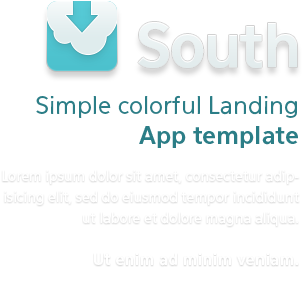 South
Simple colorful Landing
App template
Lorem ipsum dolor sit amet, consectetur adip-
isicing elit, sed do eiusmod tempor incididunt
ut labore et dolore magna aliqua.
Ut enim ad minim veniam.